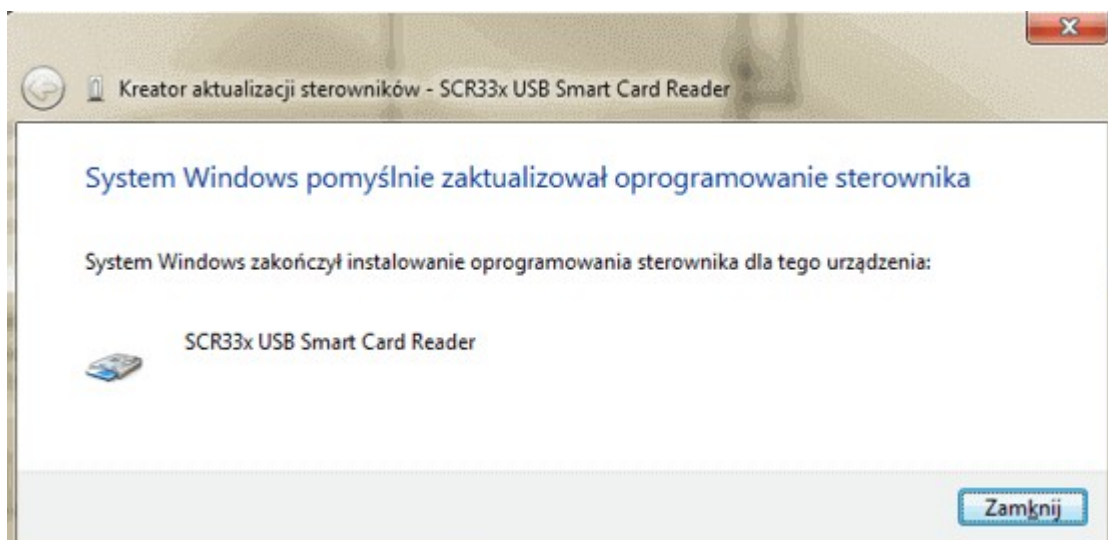 Kreator aktualizacji sterowników - SCR33x USB Smart Card Reader
System Windows pomyślnie zaktualizował oprogramowanie sterownika
System Windows zakończył instalowanie oprogramowania sterownika dla tego urządzenia:
SCR33x USB Smart Card Reader
Zamknij